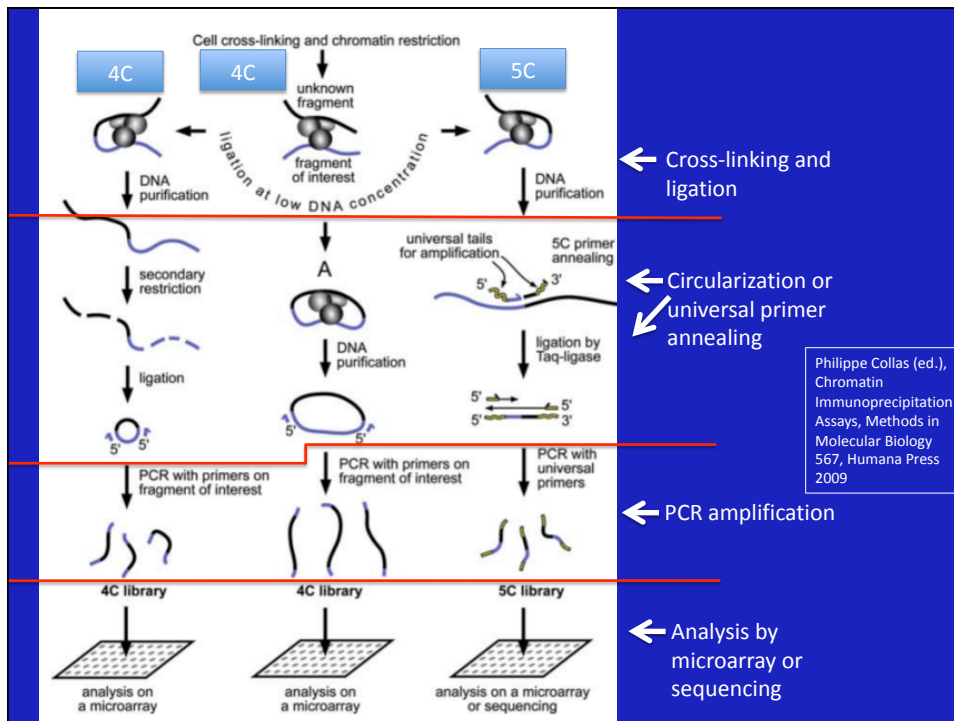 Cell cross-linking and chromatin restriction
4C
4C
5C
unknown
fragment
fragment
of interest
ligation at low DNA concentration
DNA
purification
DNA
purification
Cross-linking and
ligation
universal tails
for amplification
5C primer
annealing
5'
3'
A
secondary
restriction
Circularization or
universal primer
annealing
DNA
purification
ligation by
Taq-ligase
ligation
5'
5'
5'
3'
5'
5'
5'
5'
Philippe Collas (ed.),
Chromatin
Immunoprecipitation
Assays, Methods in
Molecular Biology
567, Humana Press
2009
PCR with primers on
fragment of interest
PCR with primers on
fragment of interest
PCR with
universal
primers
PCR amplification
4C library
4C library
5C library
Analysis by
microarray or
sequencing
analysis on
a microarray
analysis on
a microarray
analysis on a microarray
or sequencing